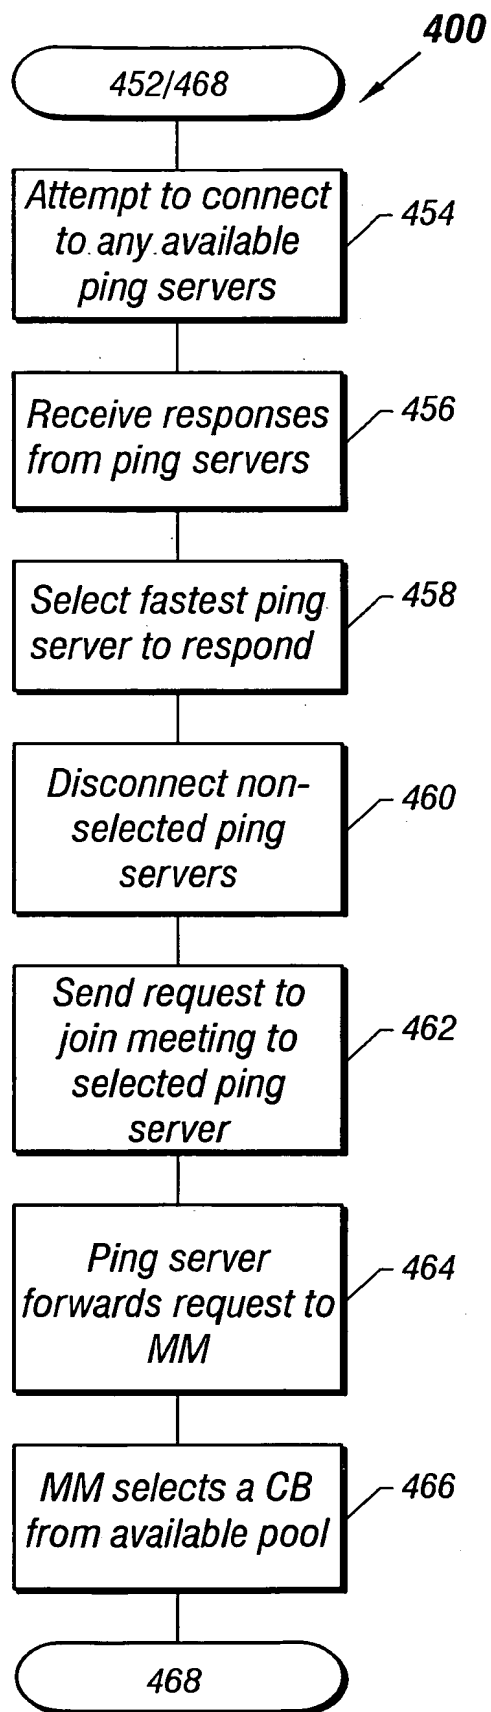 400
452/468
Attempt to connect
to any available
ping servers
454
Receive responses
from ping servers
456
Select fastest ping
server to respond
458
Disconnect non-
selected ping
servers
460
Send request to
join meeting to
selected ping
server
462
Ping server
forwards request to
MM
464
MM selects a CB
from available pool
466
468